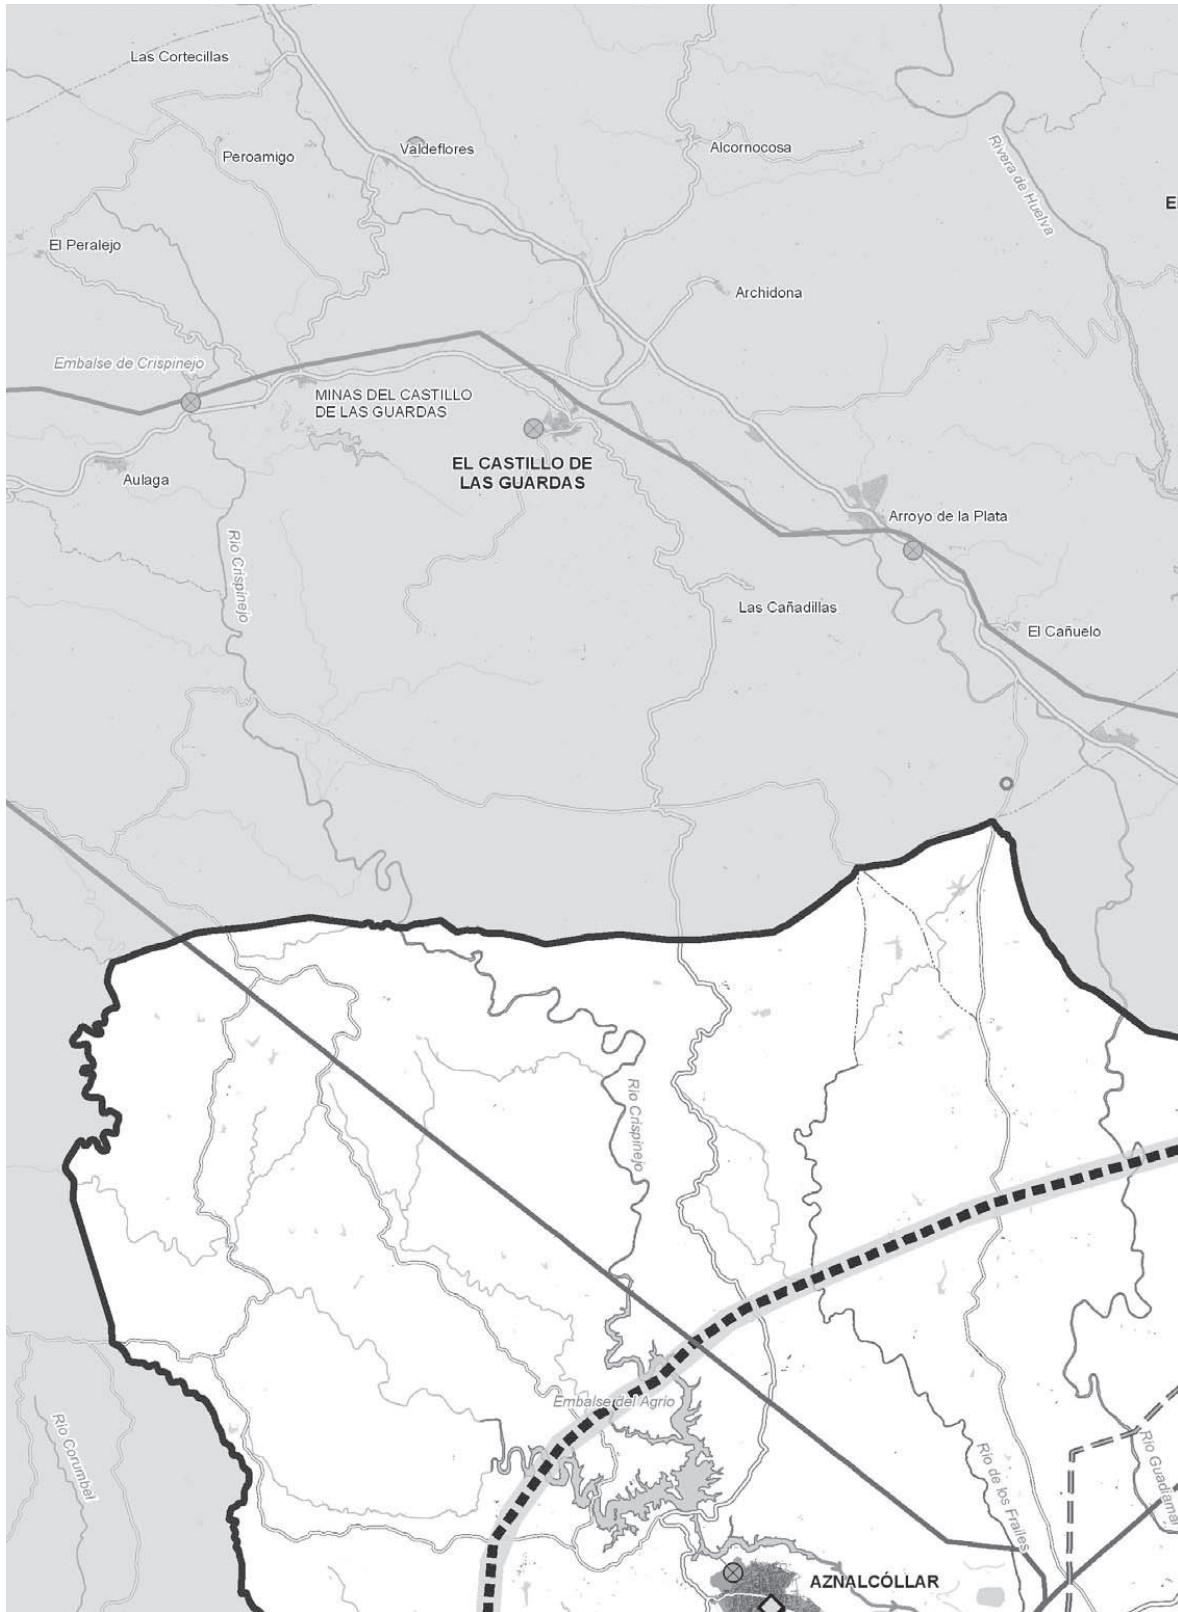 Las Cortecillas
Peroamigo
Valdeflores
Alcornocosa
Rivera de Huelva
El Peralejo
Archidona
Embalse de Crispinejo
MINAS DEL CASTILLO
DE LAS GUARDAS
EL CASTILLO DE
LAS GUARDAS
Aulaga
Arroyo de la Plata
Río Crispinejo
Las Cañadillas
El Cañuelo
Río Crispinejo
Embalse del Agrio
Río Corumbel
Río de los Frailes
Río Guadiamar
AZNALCÓLLAR